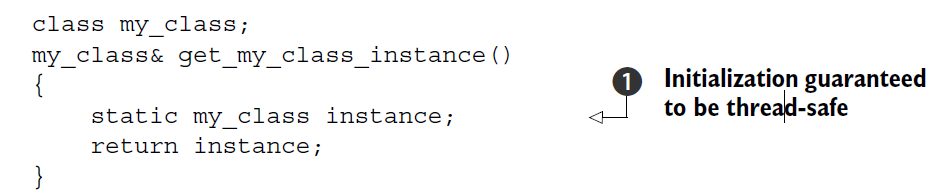 class my_class;
my_class& get_my_class_instance()
{
    static my_class instance;
    return instance;
}
1 Initialization guaranteed
to be thread-safe